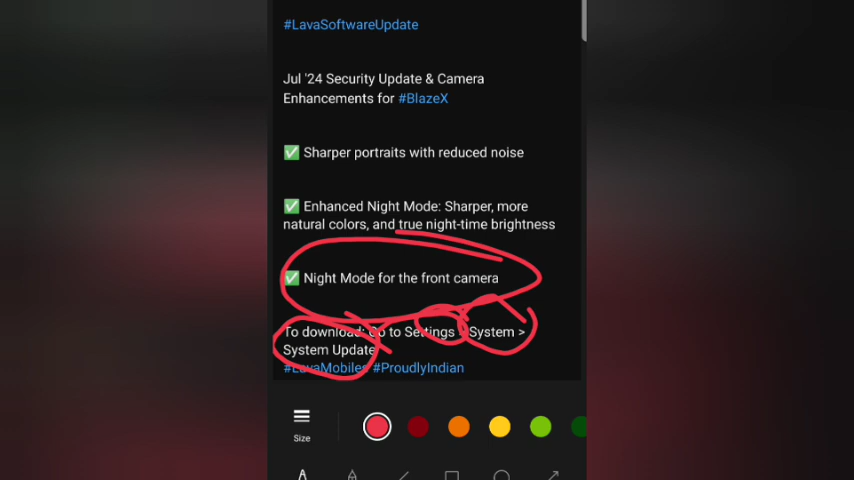 #LavaSoftwareUpdate
Jul '24 Security Update & Camera
Enhancements for #BlazeX
✅ Sharper portraits with reduced noise
✅ Enhanced Night Mode: Sharper, more
natural colors, and true night-time brightness
✅ Night Mode for the front camera
To download: Go to Settings > System >
System Update
#LavaMobiles #ProudlyIndian
Size